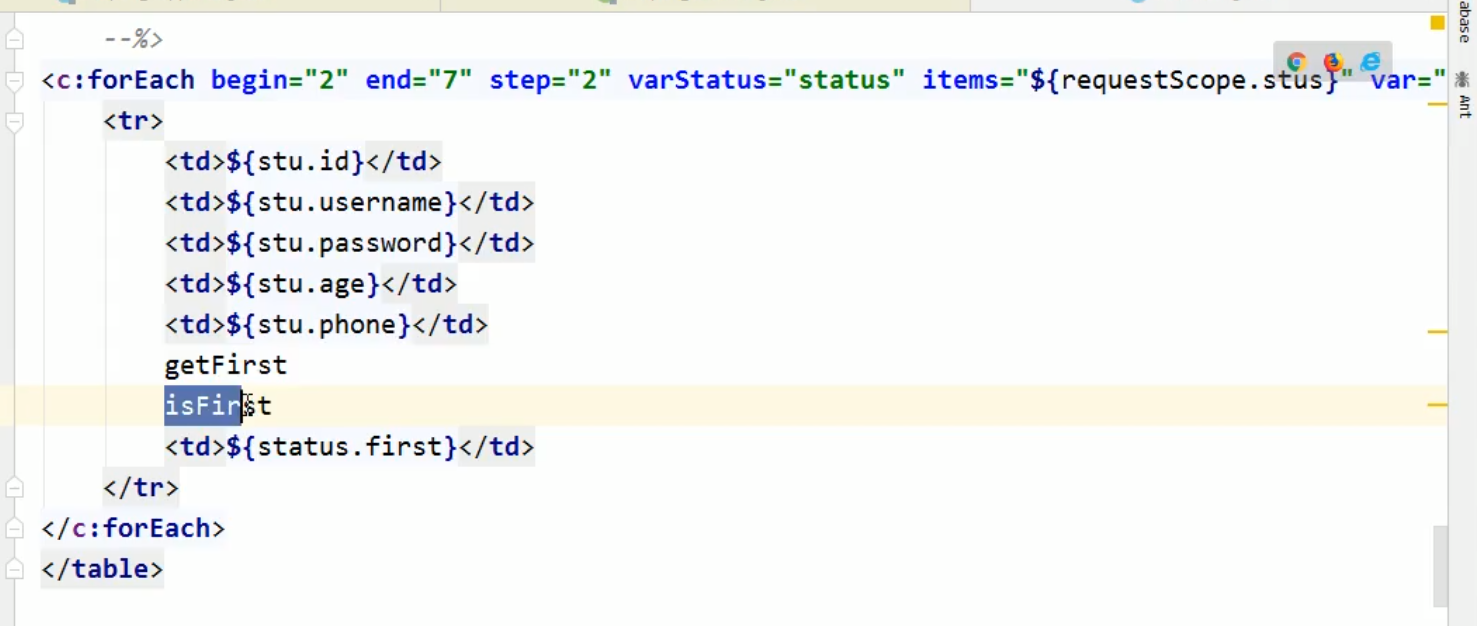 --%>
<c:forEach begin="2" end="7" step="2" varStatus="status" items="${requestScope.stus}" var="
<tr>
<td>${stu.id}</td>
<td>${stu.username}</td>
<td>${stu.password}</td>
<td>${stu.age}</td>
<td>${stu.phone}</td>
getFirst
isFirst
<td>${status.first}</td>
</tr>
</c:forEach>
</table>
abase
Ant